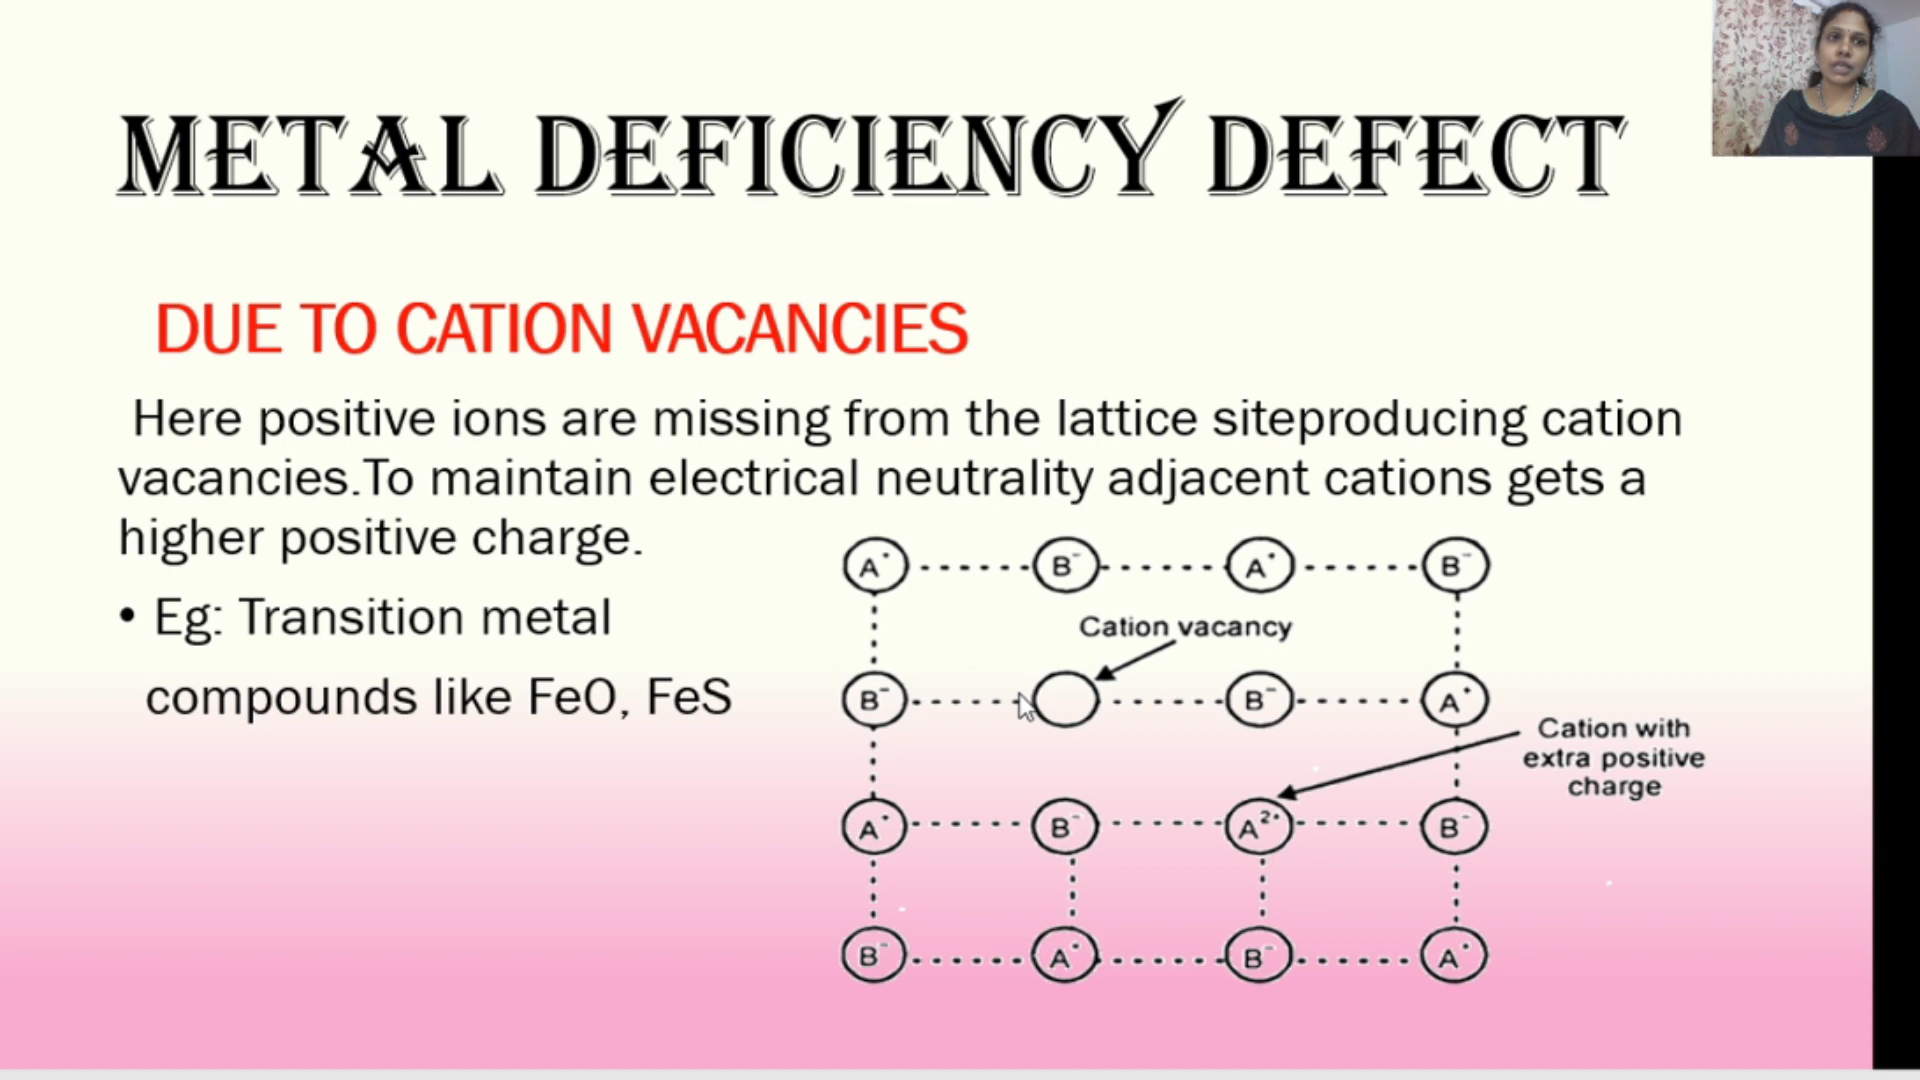 METAL DEFICIENCY DEFECT
DUE TO CATION VACANCIES
Here positive ions are missing from the lattice siteproducing cation
vacancies.To maintain electrical neutrality adjacent cations gets a
higher positive charge.
• Eg: Transition metal
compounds like FeO, FeS
A⁺ B⁻ A⁺ B⁻
Cation vacancy
B⁻ B⁻ A⁺
Cation with
extra positive
charge
A⁺ B⁻ A²⁺ B⁻
B⁻ A⁺ B⁻ A⁺